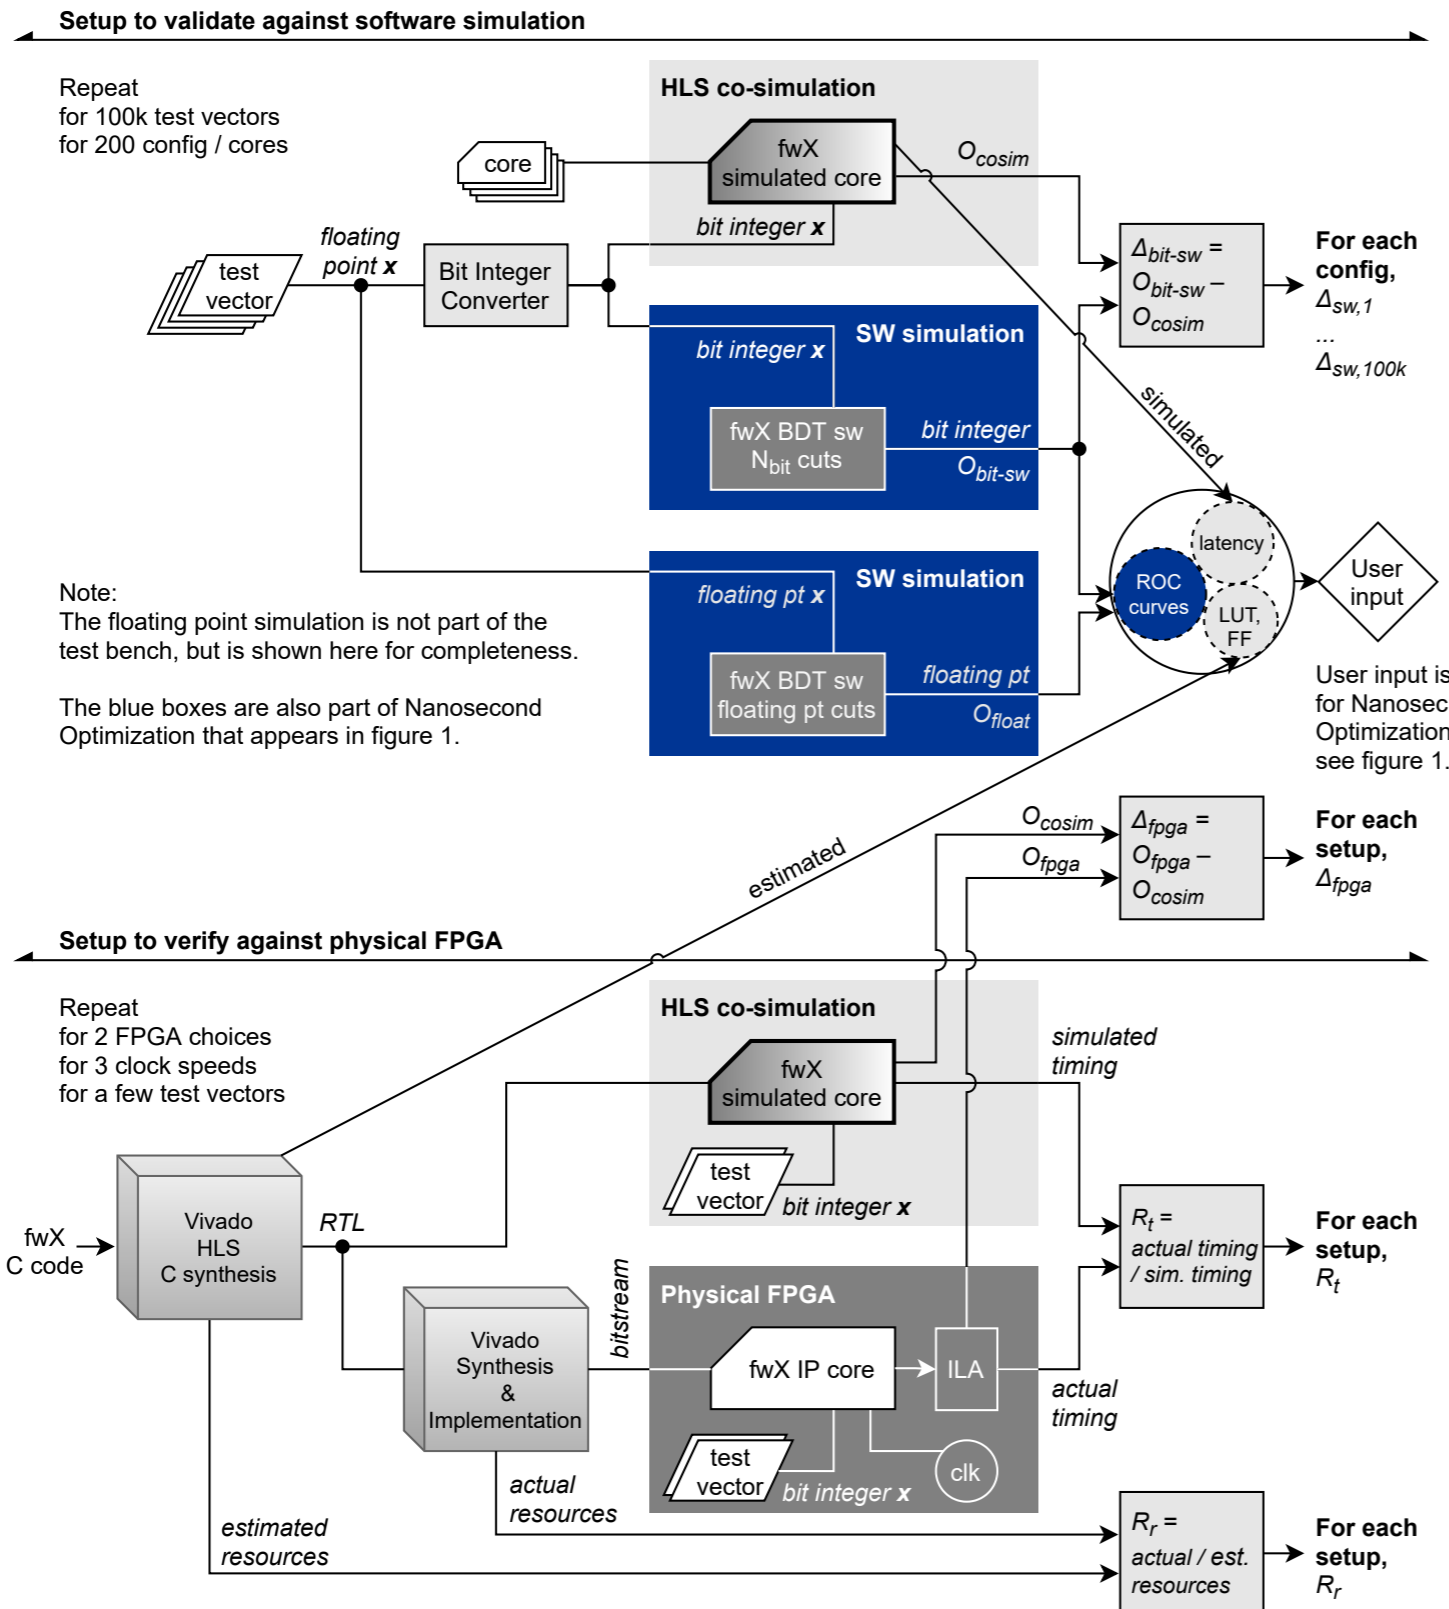 Setup to validate against software simulation
Repeat
for 100k test vectors
for 200 config / cores
HLS co-simulation
core
fwX
simulated core
O_cosim
bit integer x
floating
point x
test
vector
Bit Integer
Converter
Δ_bit-sw =
O_bit-sw –
O_cosim
For each
config,
Δ_sw,1
...
Δ_sw,100k
SW simulation
bit integer x
fwX BDT sw
N_bit cuts
bit integer
O_bit-sw
simulated
latency
ROC
curves
LUT,
FF
User
input
SW simulation
floating pt x
fwX BDT sw
floating pt cuts
floating pt
O_float
Note:
The floating point simulation is not part of the
test bench, but is shown here for completeness.
The blue boxes are also part of Nanosecond
Optimization that appears in figure 1.
User input is
for Nanosec
Optimization
see figure 1.
estimated
O_cosim
O_fpga
Δ_fpga =
O_fpga –
O_cosim
For each
setup,
Δ_fpga
Setup to verify against physical FPGA
Repeat
for 2 FPGA choices
for 3 clock speeds
for a few test vectors
HLS co-simulation
fwX
simulated core
simulated
timing
test
vector
bit integer x
fwX
C code
Vivado
HLS
C synthesis
RTL
R_t =
actual timing
/ sim. timing
For each
setup,
R_t
Vivado
Synthesis
&
Implementation
bitstream
Physical FPGA
fwX IP core
ILA
actual
timing
test
vector
bit integer x
clk
actual
resources
estimated
resources
R_r =
actual / est.
resources
For each
setup,
R_r